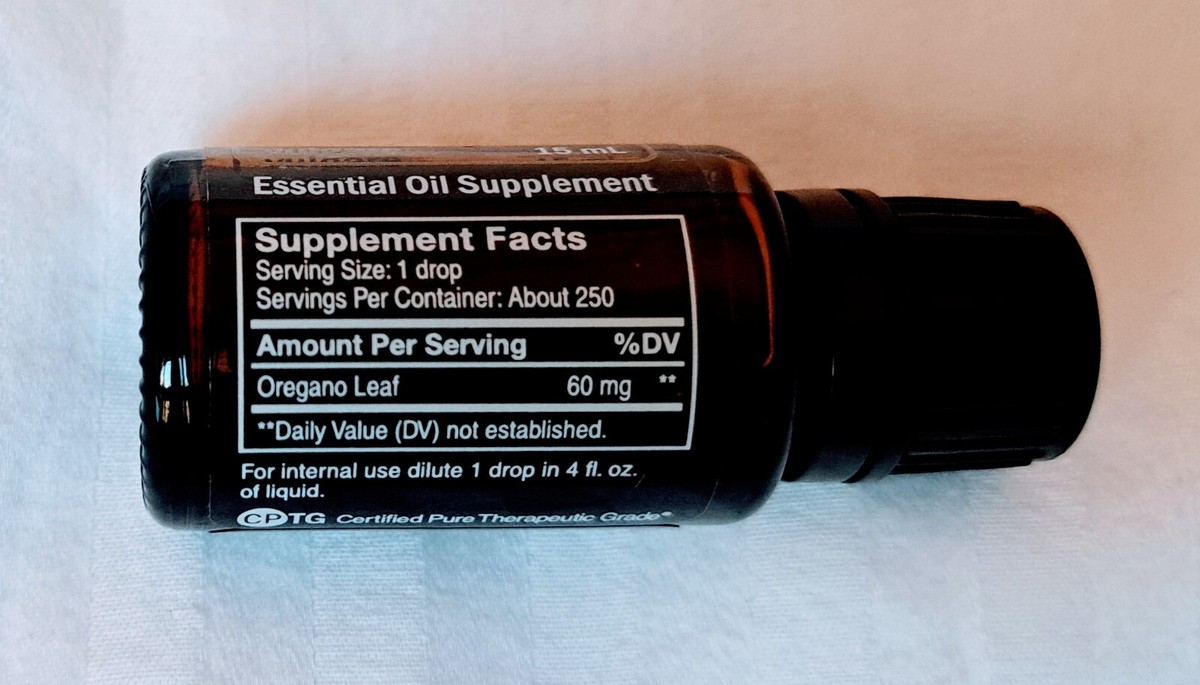 15 mL
Essential Oil Supplement
Supplement Facts
Serving Size: 1 drop
Servings Per Container: About 250
Amount Per Serving %DV
Oregano Leaf 60 mg **
**Daily Value (DV) not established.
For internal use dilute 1 drop in 4 fl. oz.
of liquid.
CPTG Certified Pure Therapeutic Grade®